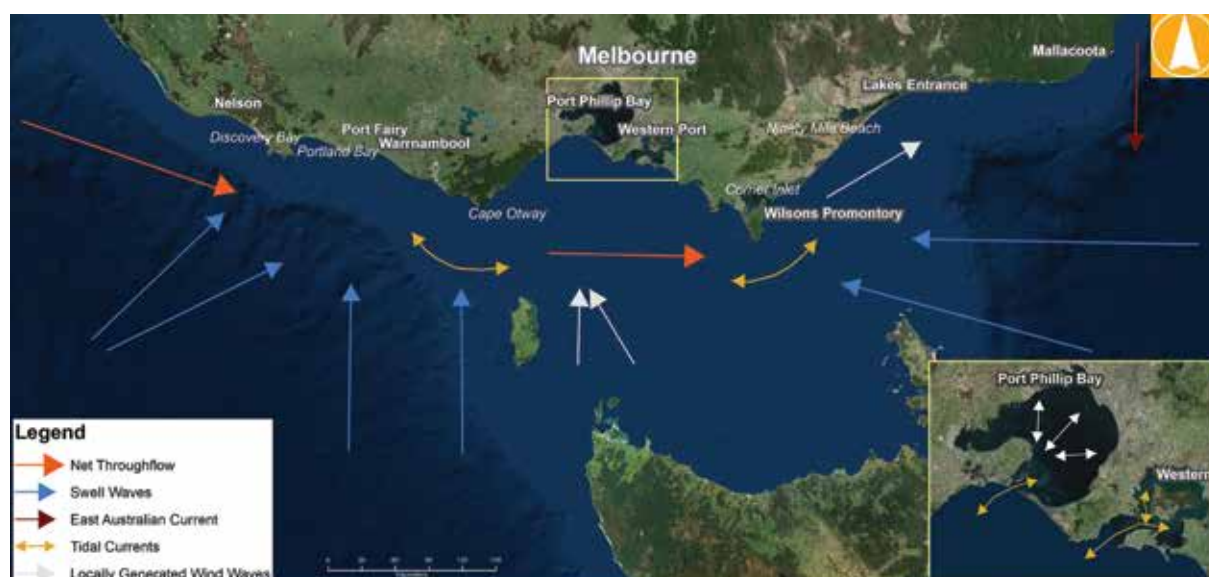 Melbourne
Mallacoota
Lakes Entrance
Nelson
Port Phillip Bay
Discovery Bay
Port Fairy
Western Port
Ninety Mile Beach
Portland Bay
Warrnambool
Corner Inlet
Cape Otway
Wilsons Promontory
Port Phillip Bay
Western
Legend
Net Throughflow
Swell Waves
East Australian Current
Tidal Currents
Locally Generated Wind Waves